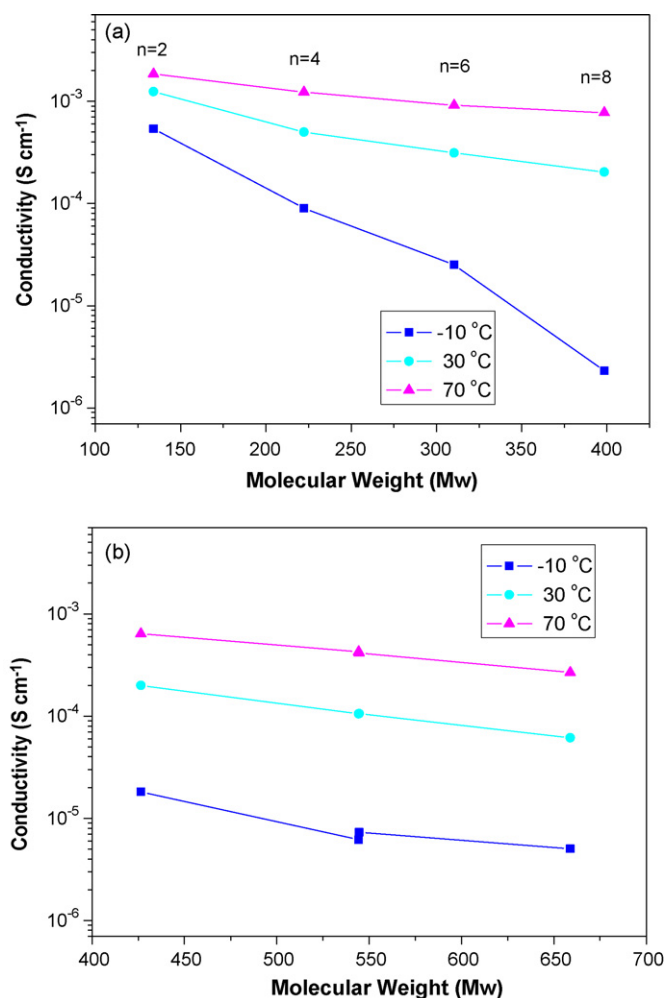 (a)
n=2
n=4
n=6
n=8
10⁻³
10⁻⁴
10⁻⁵
10⁻⁶
Conductivity (S cm⁻¹)
-10 °C
30 °C
70 °C
100 150 200 250 300 350 400
Molecular Weight (Mw)
(b)
-10 °C
30 °C
70 °C
10⁻³
10⁻⁴
10⁻⁵
10⁻⁶
Conductivity (S cm⁻¹)
400 450 500 550 600 650 700
Molecular Weight (Mw)